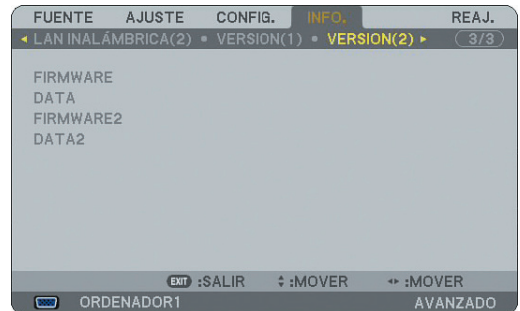 FUENTE AJUSTE CONFIG. INFO. REAJ.
LAN INALÁMBRICA(2) • VERSION(1) • VERSION(2) 3/3
FIRMWARE
DATA
FIRMWARE2
DATA2
EXIT :SALIR :MOVER :MOVER
ORDENADOR1 AVANZADO